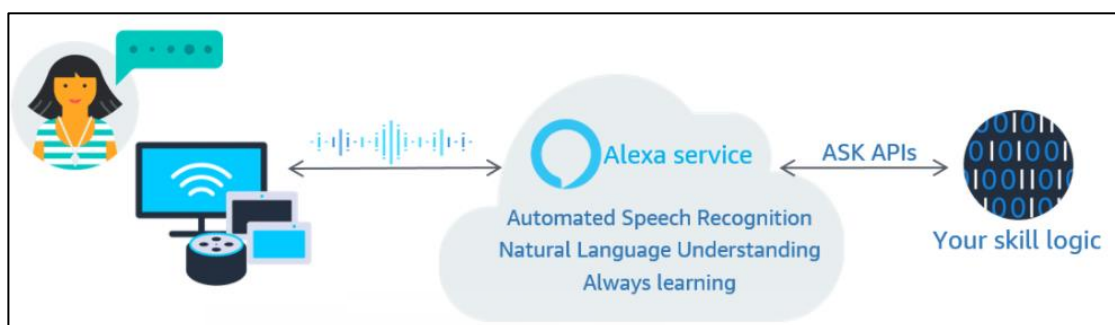 Alexa service
ASK APIs
Automated Speech Recognition
Natural Language Understanding
Always learning
Your skill logic